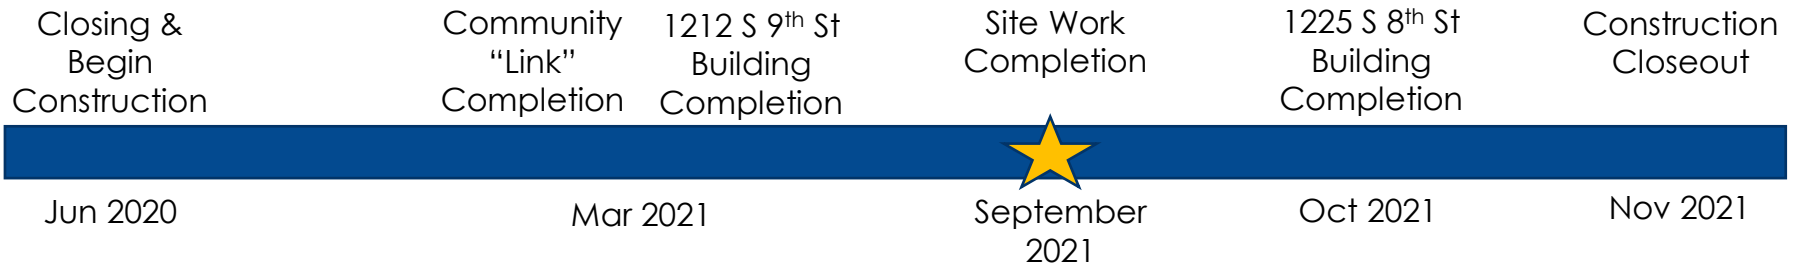 Closing &
Begin
Construction
Community
“Link”
Completion
1212 S 9th St
Building
Completion
Site Work
Completion
1225 S 8th St
Building
Completion
Construction
Closeout
Jun 2020
Mar 2021
September
2021
Oct 2021
Nov 2021